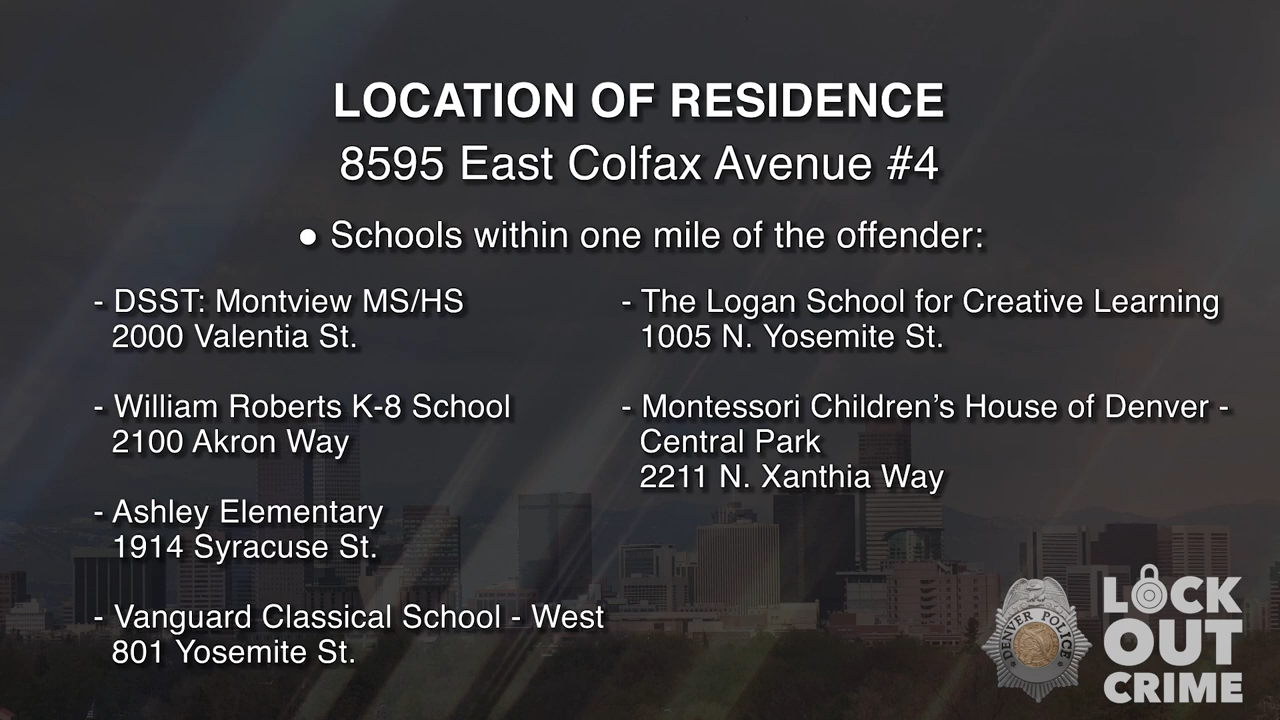 LOCATION OF RESIDENCE
8595 East Colfax Avenue #4
● Schools within one mile of the offender:
- DSST: Montview MS/HS
2000 Valentia St.
- William Roberts K-8 School
2100 Akron Way
- Ashley Elementary
1914 Syracuse St.
- Vanguard Classical School - West
801 Yosemite St.
- The Logan School for Creative Learning
1005 N. Yosemite St.
- Montessori Children’s House of Denver -
Central Park
2211 N. Xanthia Way
DENVER POLICE
LOCK
OUT
CRIME